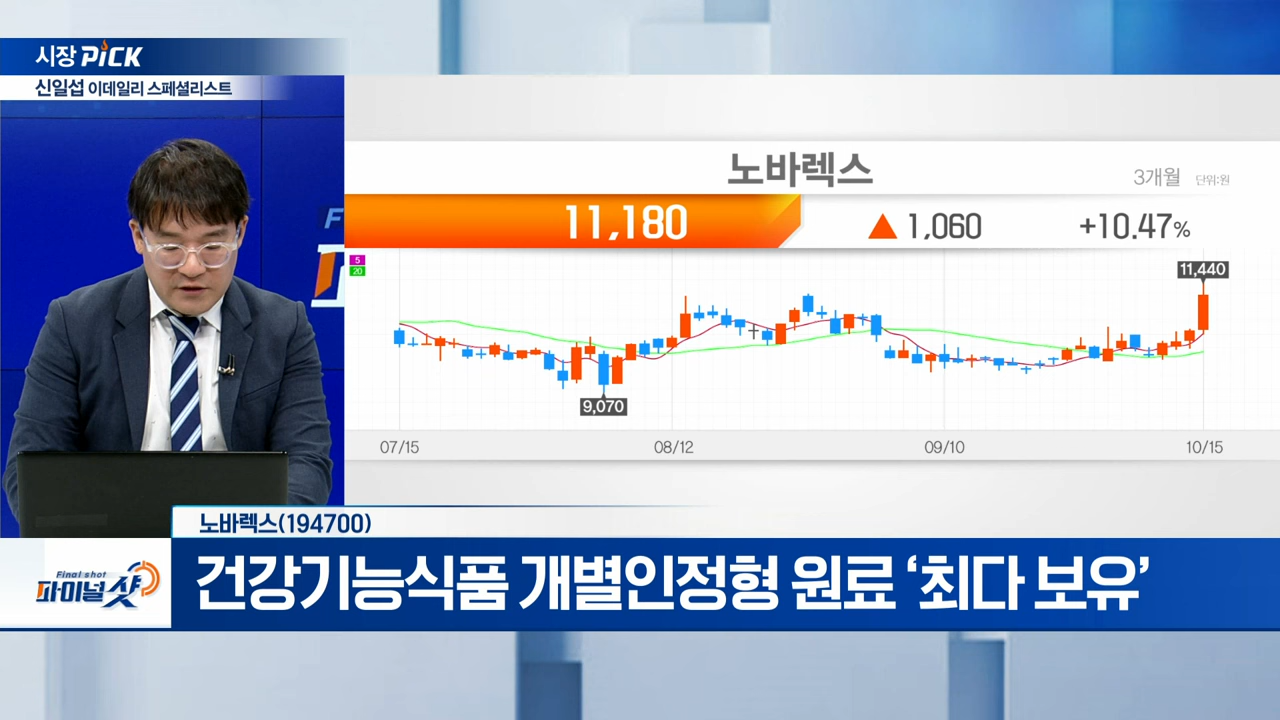 시장 PiCK
신일섭 이데일리 스페셜리스트
노바렉스
3개월 단위:원
11,180 ▲ 1,060 +10.47%
5
20
11,440
9,070
07/15 08/12 09/10 10/15
노바렉스(194700)
Final shot
파이널샷
건강기능식품 개별인정형 원료 ‘최다 보유’